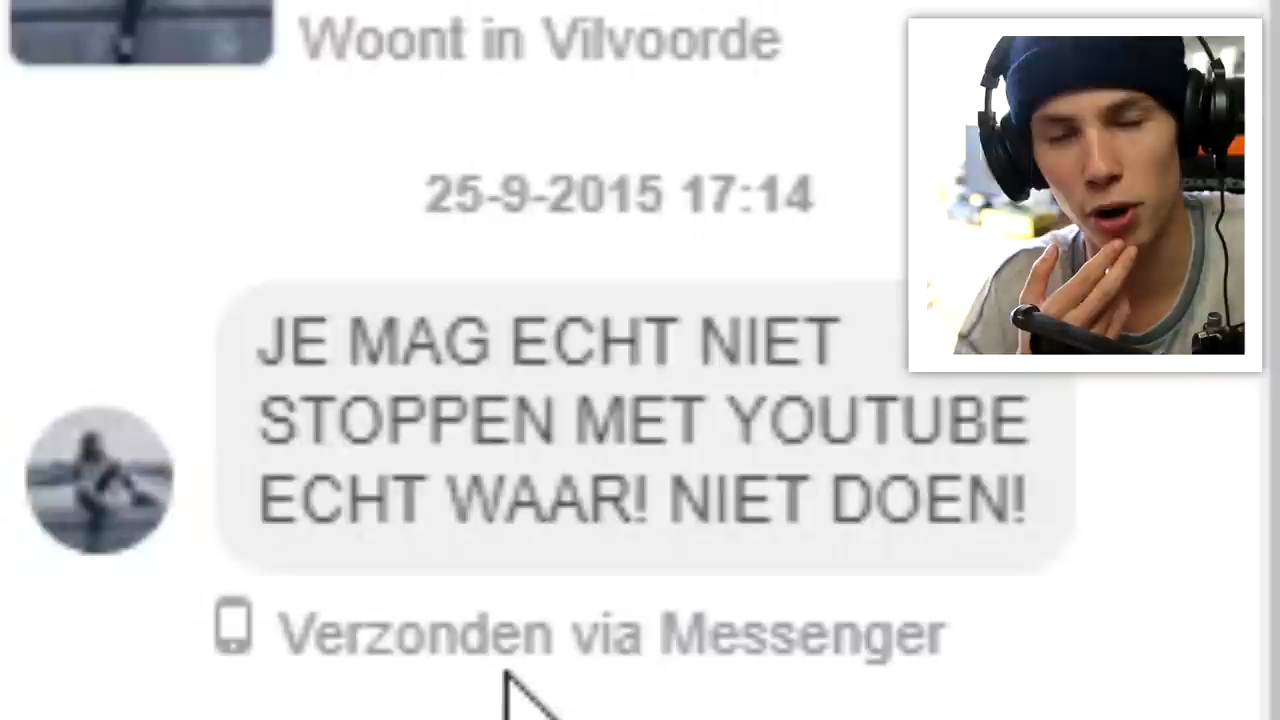 Woont in Vilvoorde
25-9-2015 17:14
JE MAG ECHT NIET
STOPPEN MET YOUTUBE
ECHT WAAR! NIET DOEN!
Verzonden via Messenger